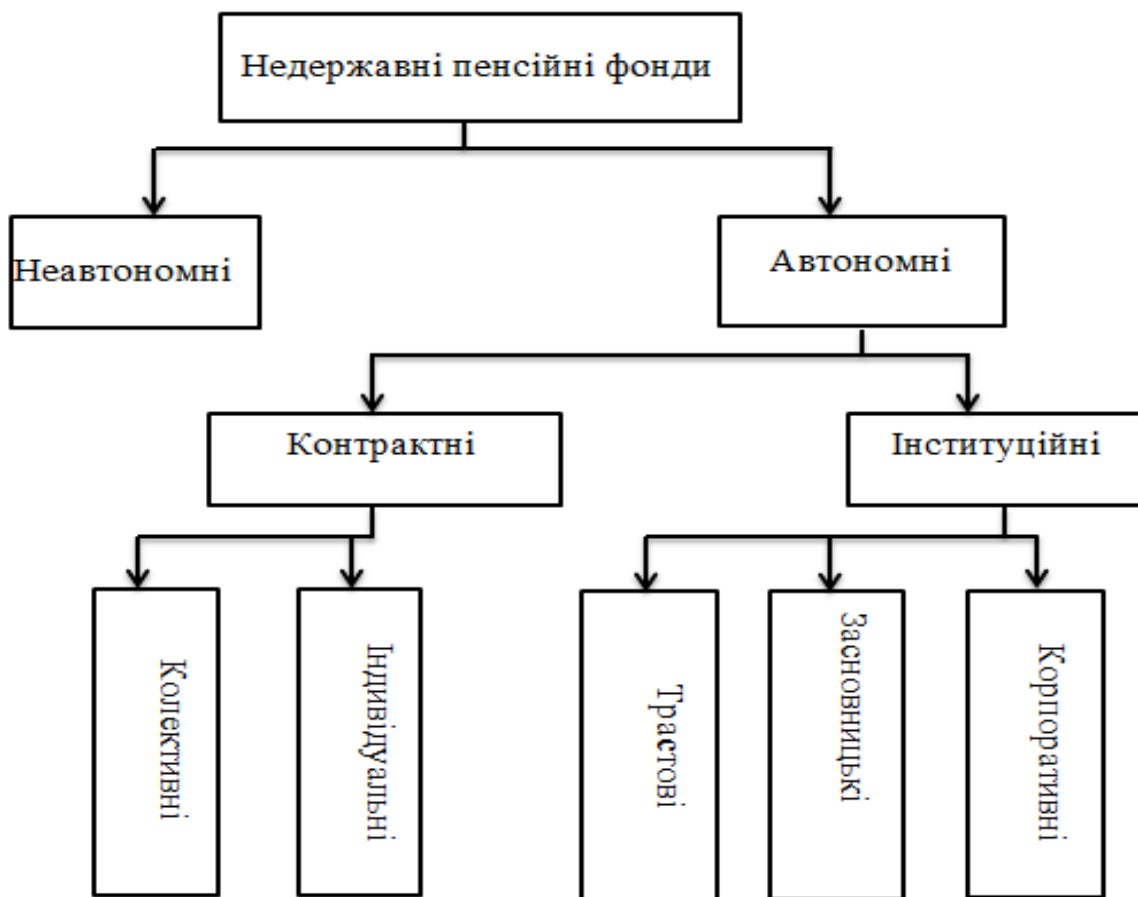 Недержавні пенсійні фонди
Неавтономні
Автономні
Контрактні
Інституційні
Колективні
Індивідуальні
Трастові
Засновницькі
Корпоративні